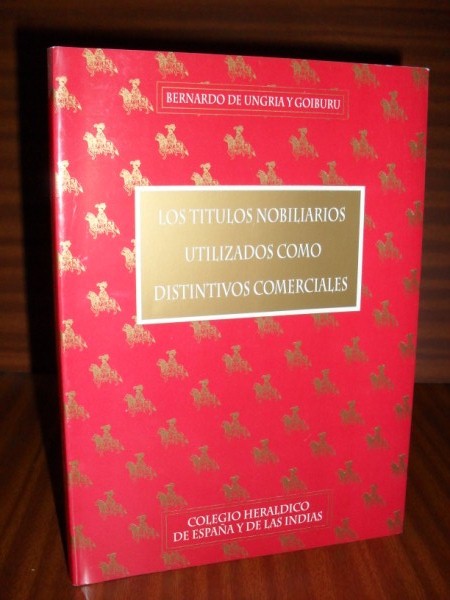 BERNARDO DE UNGRIA Y GOIBURU
LOS TITULOS NOBILIARIOS
UTILIZADOS COMO
DISTINTIVOS COMERCIALES
COLEGIO HERALDICO
DE ESPAÑA Y DE LAS INDIAS